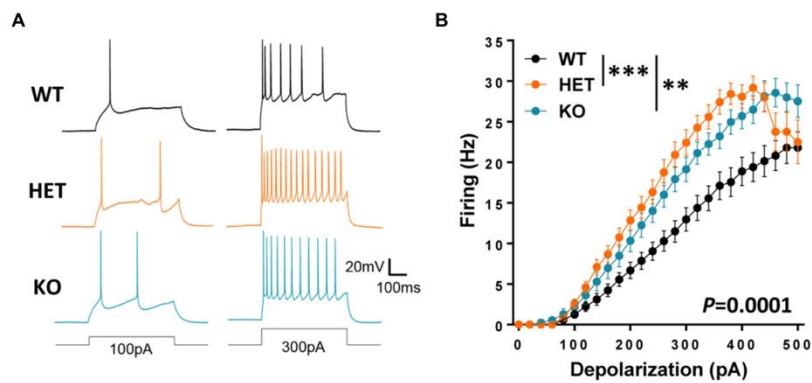 A
WT
HET
KO
20mV
100ms
100pA
300pA
B
Firing (Hz)
35
30
25
20
15
10
5
0
WT
HET
KO
***
**
P=0.0001
0 100 200 300 400 500
Depolarization (pA)